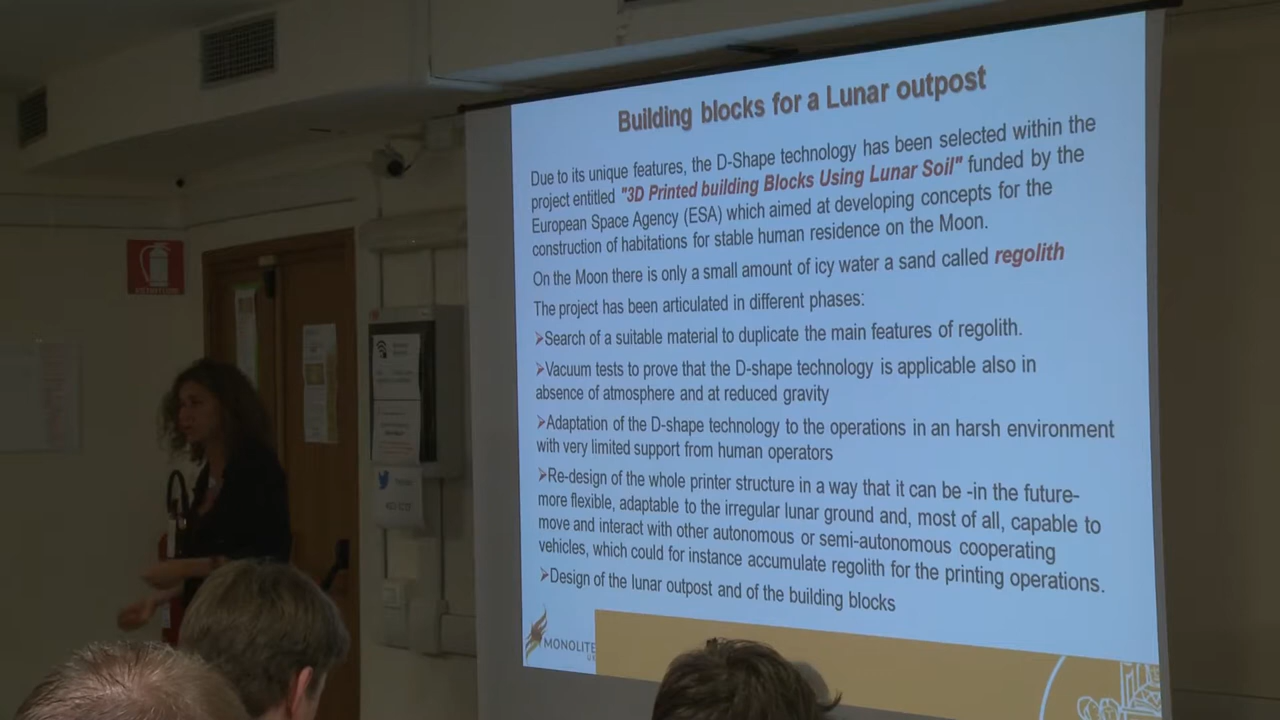 Building blocks for a Lunar outpost
Due to its unique features, the D-Shape technology has been selected within the
project entitled "3D Printed building Blocks Using Lunar Soil" funded by the
European Space Agency (ESA) which aimed at developing concepts for the
construction of habitations for stable human residence on the Moon.
On the Moon there is only a small amount of icy water a sand called regolith
The project has been articulated in different phases:
➢Search of a suitable material to duplicate the main features of regolith.
➢Vacuum tests to prove that the D-shape technology is applicable also in
absence of atmosphere and at reduced gravity
➢Adaptation of the D-shape technology to the operations in an harsh environment
with very limited support from human operators
➢Re-design of the whole printer structure in a way that it can be -in the future-
more flexible, adaptable to the irregular lunar ground and, most of all, capable to
move and interact with other autonomous or semi-autonomous cooperating
vehicles, which could for instance accumulate regolith for the printing operations.
➢Design of the lunar outpost and of the building blocks
MONOLITE